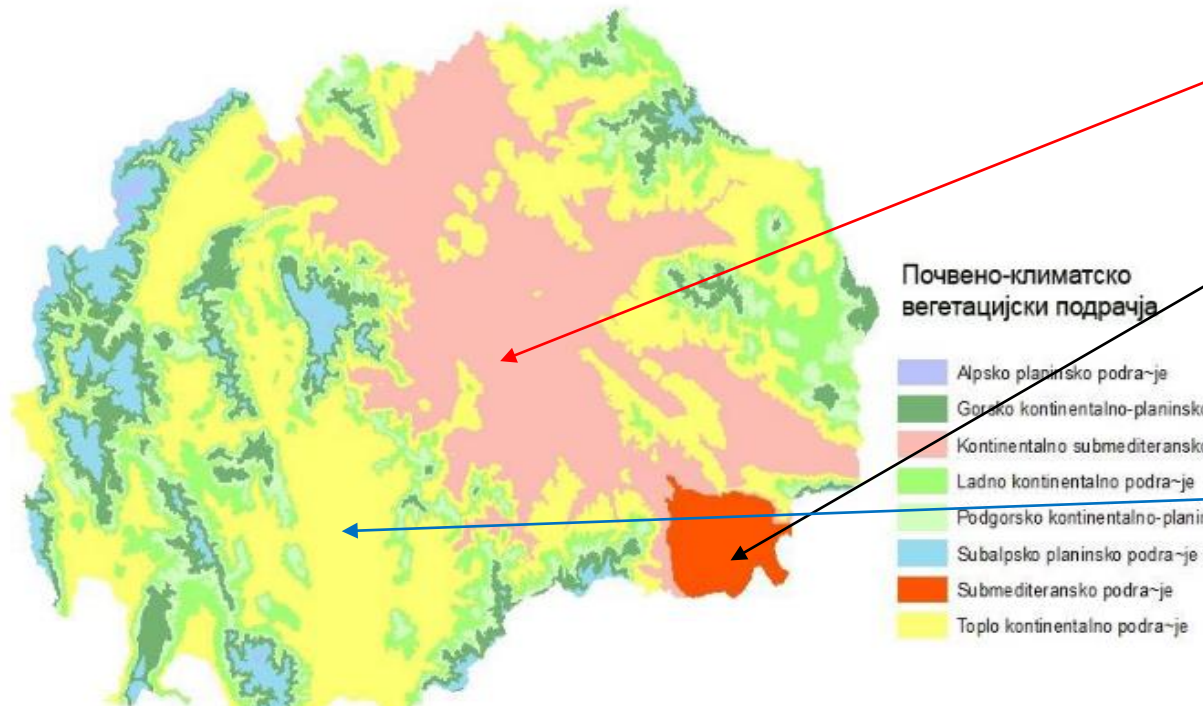 Почвено-климатско
вегетацијски подрачја
Alpsko planinsko podra~je
Gorsko kontinentalno-planinsko
Kontinentalno submediteransko
Ladno kontinentalno podra~je
Podgorsko kontinentalno-planin
Subalpsko planinsko podra~je
Submediteransko podra~je
Toplo kontinentalno podra~je